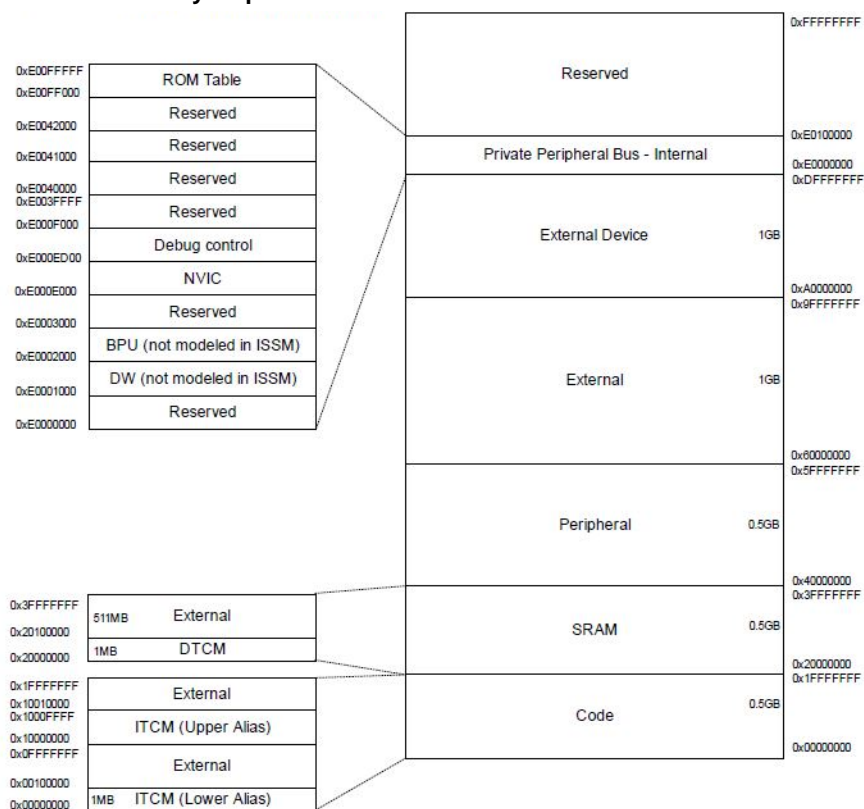 0xE00FFFFF
ROM Table
0xE00FF000
Reserved
0xE0042000
Reserved
0xE0041000
Reserved
0xE0040000
0xE003FFFF
Reserved
0xE000F000
Debug control
0xE000ED00
NVIC
0xE000E000
Reserved
0xE0003000
BPU (not modeled in ISSM)
0xE0002000
DW (not modeled in ISSM)
0xE0001000
Reserved
0xE0000000
0x3FFFFFFF
511MB External
0x20100000
1MB DTCM
0x20000000
0x1FFFFFFF
External
0x10010000
0x1000FFFF
ITCM (Upper Alias)
0x10000000
0x0FFFFFFF
External
0x00100000
1MB ITCM (Lower Alias)
0x00000000
0xFFFFFFFF
Reserved
0xE0100000
Private Peripheral Bus - Internal
0xE0000000
0xDFFFFFFF
External Device 1GB
0xA0000000
0x9FFFFFFF
External 1GB
0x60000000
0x5FFFFFFF
Peripheral 0.5GB
0x40000000
0x3FFFFFFF
SRAM 0.5GB
0x20000000
0x1FFFFFFF
Code 0.5GB
0x00000000